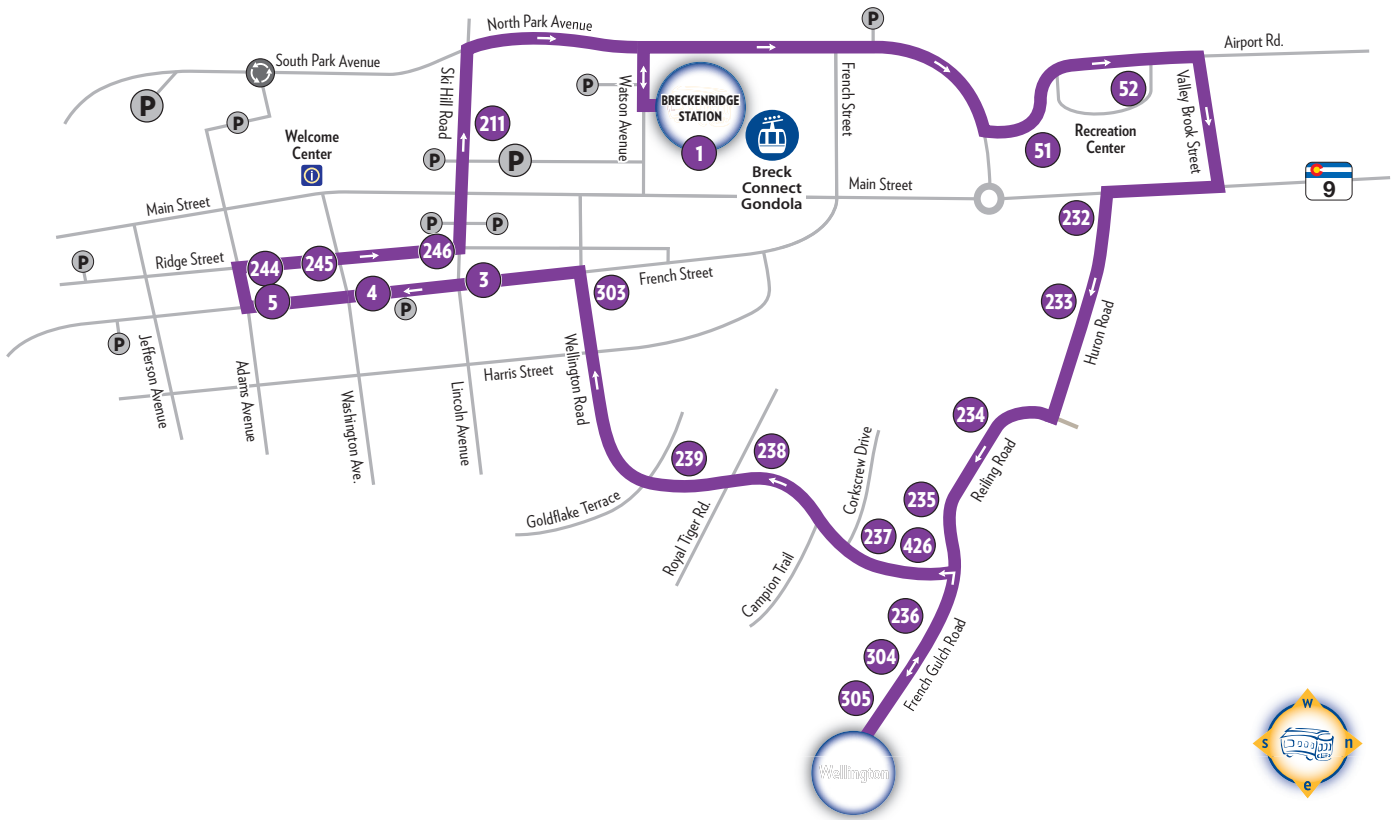 North Park Avenue
P
Airport Rd.
South Park Avenue
P
P
Ski Hill Road
211
P
Watson Avenue
BRECKENRIDGE
STATION
1
French Street
52
Valley Brook Street
Recreation
Center
51
Welcome
Center
i
P
P
Breck
Connect
Gondola
Main Street
9
Main Street
P
P
232
Ridge Street
P
244
245
246
3
French Street
303
5
4
P
233
Huron Road
P
Jefferson Avenue
Adams Avenue
Washington Ave.
Lincoln Avenue
Harris Street
Wellington Road
234
Reiling Road
239
238
Corkscrew Drive
235
Goldflake Terrace
Royal Tiger Rd.
237
426
Campion Trail
236
304
305
French Gulch Road
Wellington
w
s
n
e